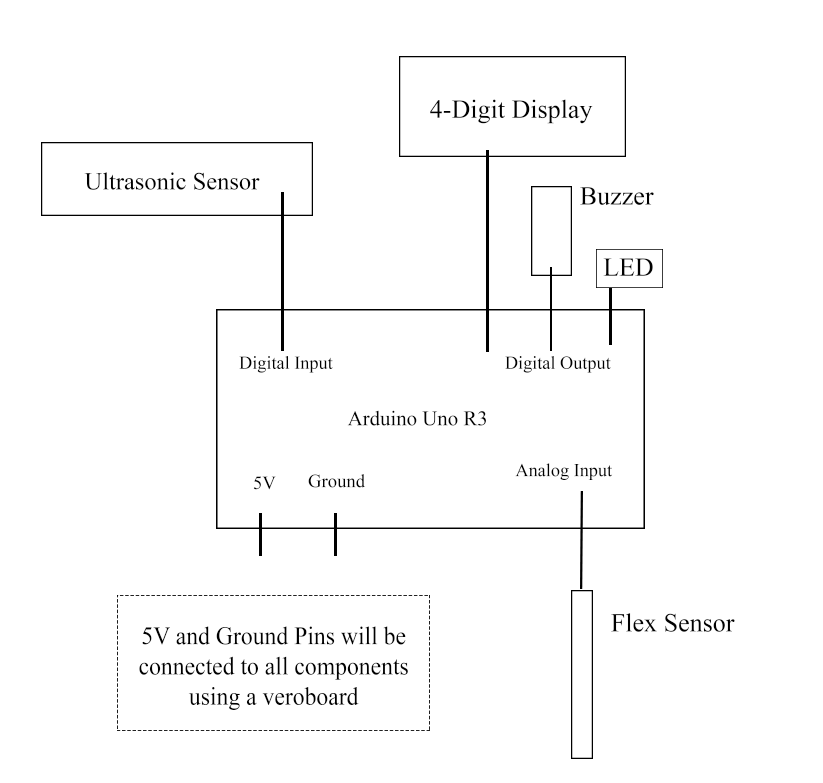 4-Digit Display
Ultrasonic Sensor
Buzzer
LED
Digital Input
Digital Output
Arduino Uno R3
Analog Input
5V
Ground
Flex Sensor
5V and Ground Pins will be
connected to all components
using a veroboard